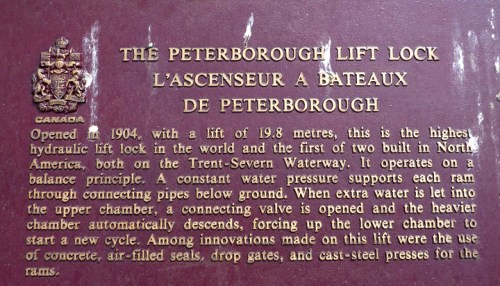 THE PETERBOROUGH LIFT LOCK
L'ASCENSEUR A BATEAUX
DE PETERBOROUGH
CANADA
Opened in 1904, with a lift of 19.8 metres, this is the highest
hydraulic lift lock in the world and the first of two built in North
America, both on the Trent-Severn Waterway. It operates on a
balance principle. A constant water pressure supports each ram
through connecting pipes below ground. When extra water is let into
the upper chamber, a connecting valve is opened and the heavier
chamber automatically descends, forcing up the lower chamber to
start a new cycle. Among innovations made on this lift were the use
of concrete, air-filled seals, drop gates, and cast-steel presses for the
rams.